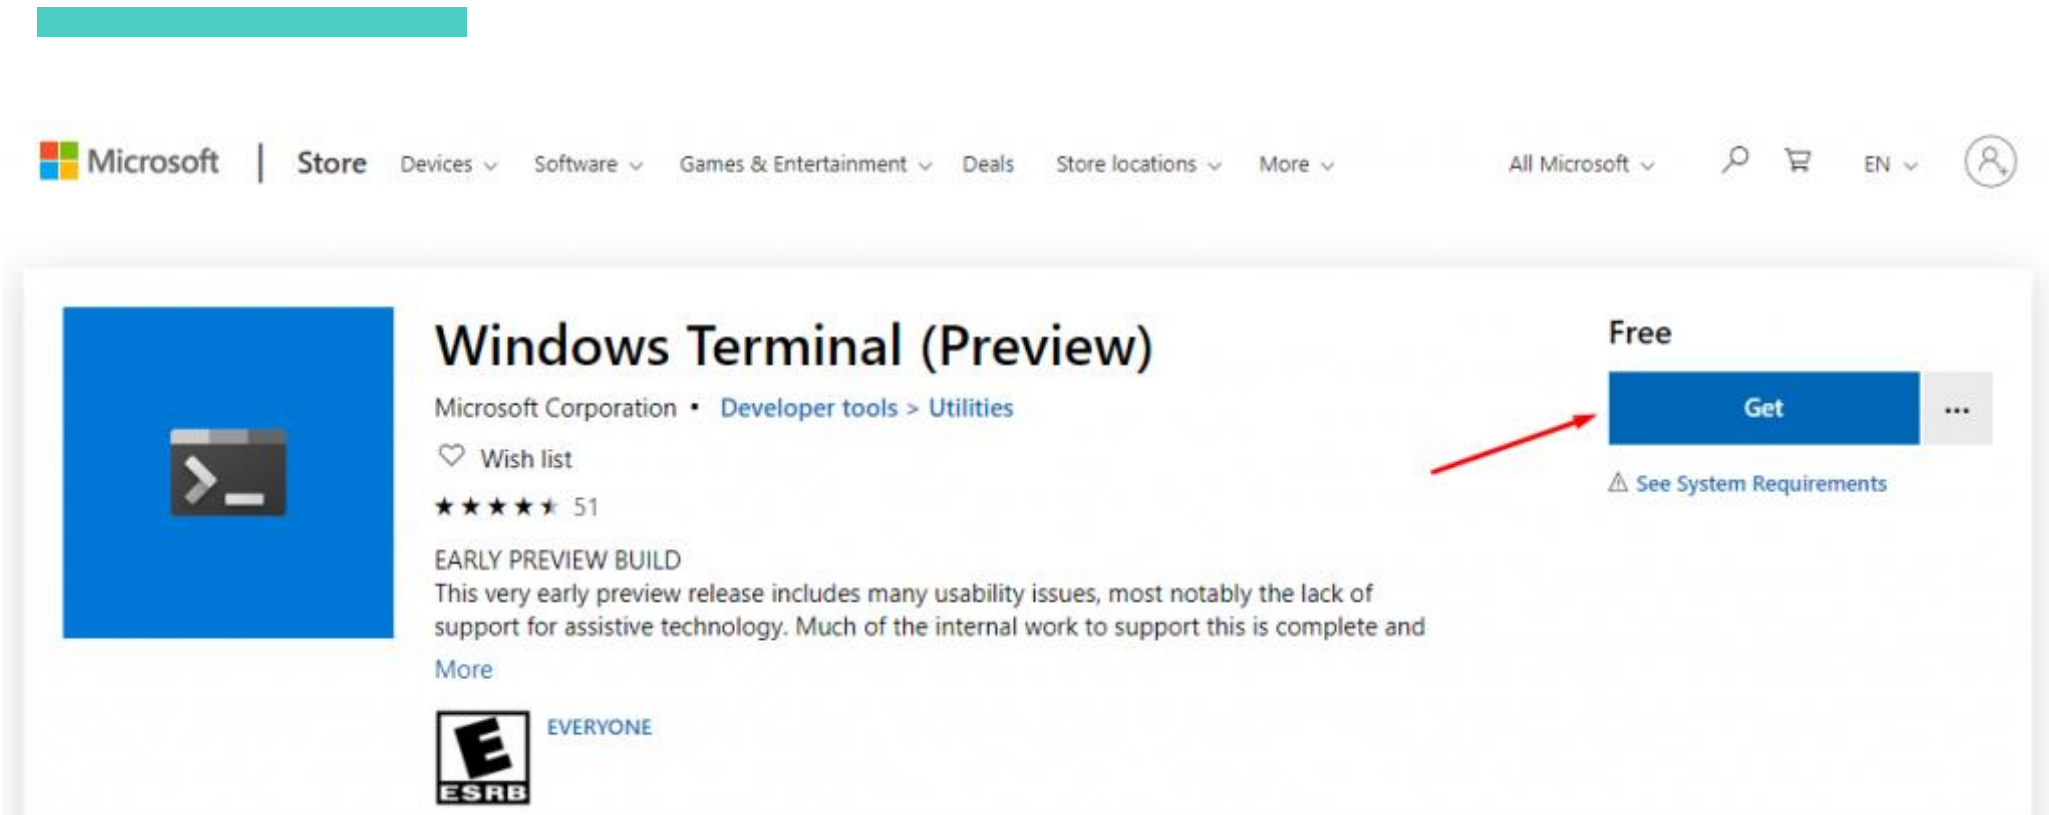 Microsoft | Store Devices Software Games & Entertainment Deals Store locations More All Microsoft EN
Windows Terminal (Preview)
Free
Microsoft Corporation • Developer tools > Utilities
Get ...
Wish list
See System Requirements
51
EARLY PREVIEW BUILD
This very early preview release includes many usability issues, most notably the lack of
support for assistive technology. Much of the internal work to support this is complete and
More
E
EVERYONE
ESRB